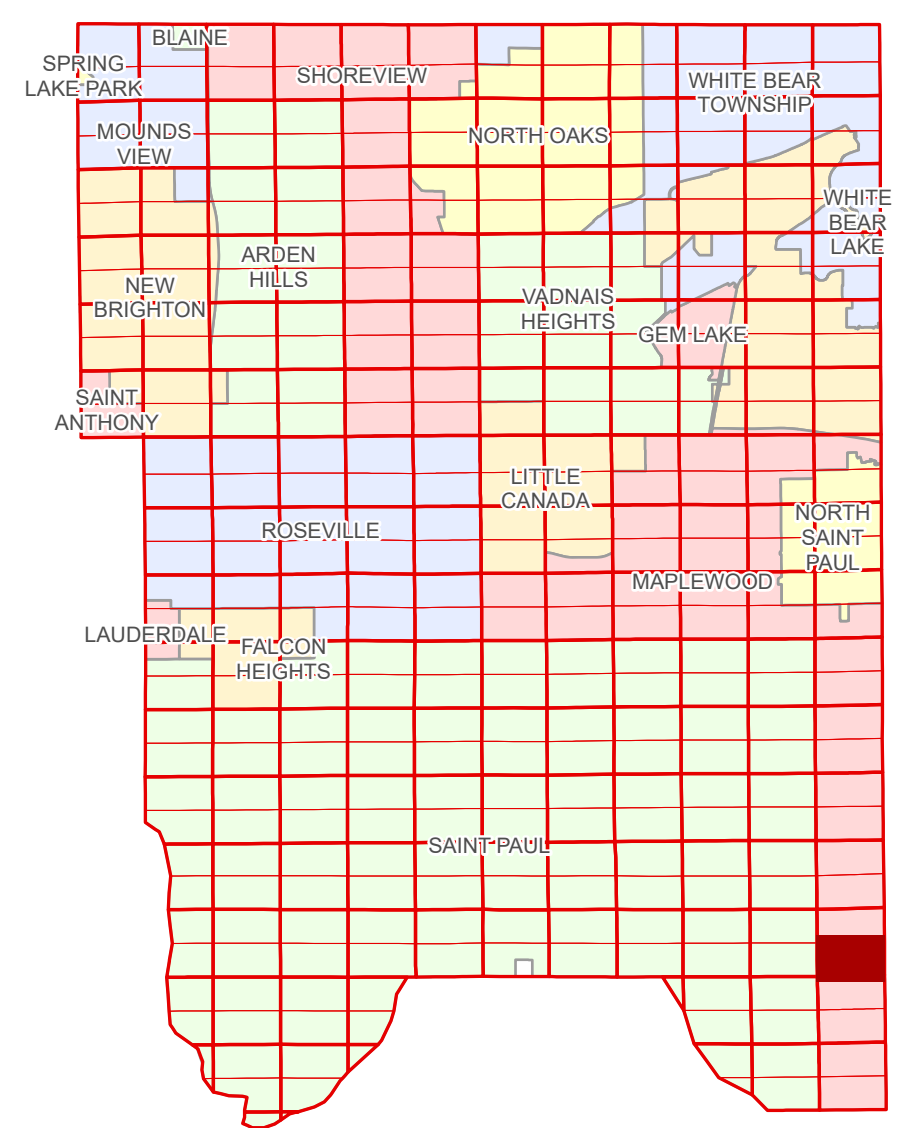 BLAINE
SPRING
LAKE PARK
SHOREVIEW
WHITE BEAR
TOWNSHIP
MOUNDS
VIEW
NORTH OAKS
WHITE
BEAR
LAKE
ARDEN
HILLS
NEW
BRIGHTON
VADNAIS
HEIGHTS
GEM LAKE
SAINT
ANTHONY
LITTLE
CANADA
NORTH
SAINT
PAUL
ROSEVILLE
MAPLEWOOD
LAUDERDALE
FALCON
HEIGHTS
SAINT PAUL